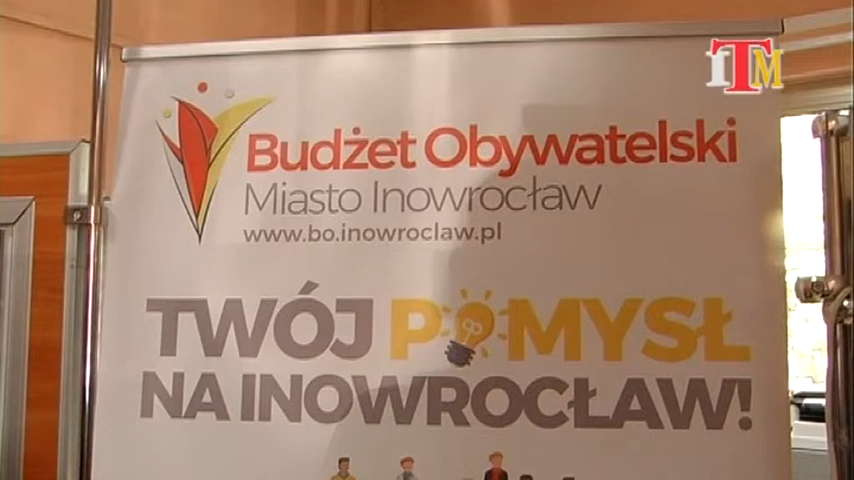 ITM
Budżet Obywatelski
Miasto Inowrocław
www.bo.inowroclaw.pl
TWÓJ POMYSŁ
NA INOWROCŁAW!